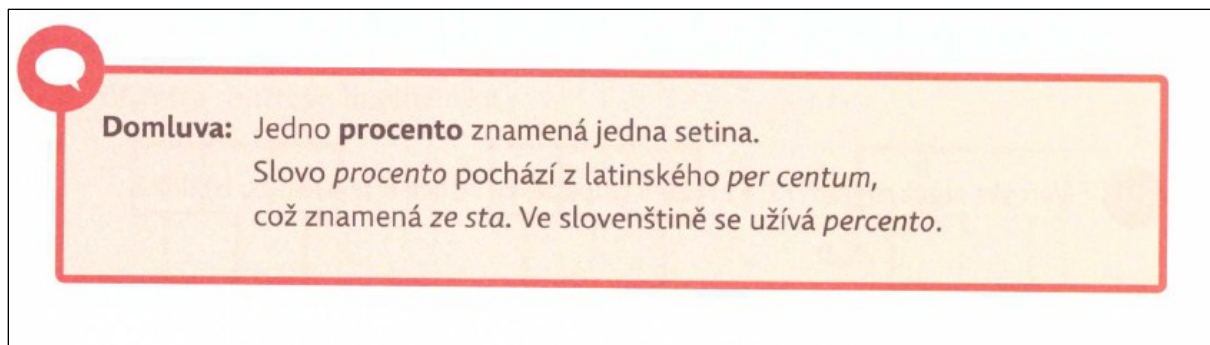 Domluva: Jedno procento znamená jedna setina.
Slovo procento pochází z latinského per centum,
což znamená ze sta. Ve slovenštině se užívá percento.